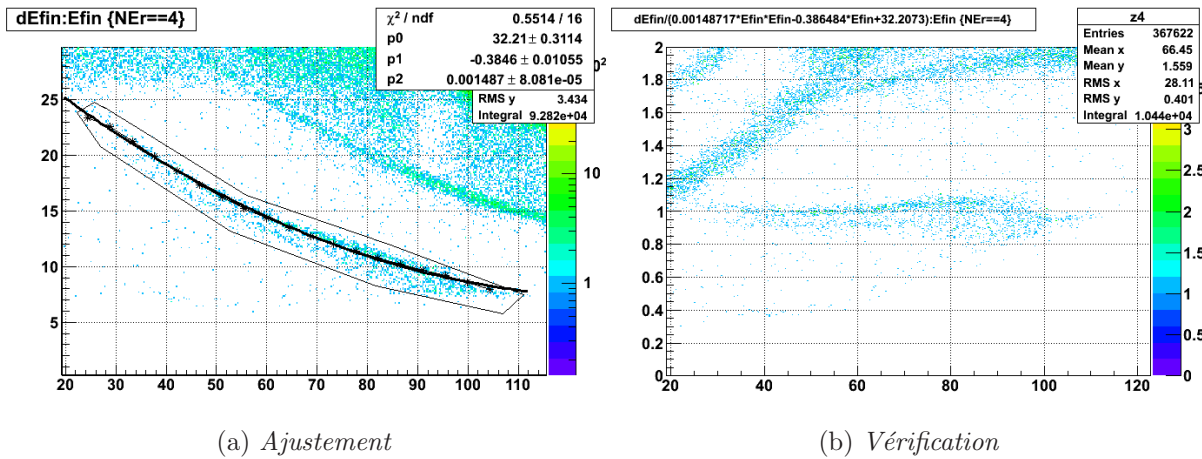 dEfin:Efin {NEr==4}
χ² / ndf 0.5514 / 16
p0 32.21 ± 0.3114
p1 -0.3846 ± 0.01055
p2 0.001487 ± 8.081e-05
RMS y 3.434
Integral 9.282e+04
25
20
15
10
5
20 30 40 50 60 70 80 90 100 110
10
1
(a) Ajustement
dEfin/(0.00148717*Efin*Efin-0.386484*Efin+32.2073):Efin {NEr==4}
z4
Entries 367622
Mean x 66.45
Mean y 1.559
RMS x 28.11
RMS y 0.401
Integral 1.044e+04
2
1.8
1.6
1.4
1.2
1
0.8
0.6
0.4
0.2
0
20 40 60 80 100 120
3
2.5
2
1.5
1
0.5
0
(b) Vérification